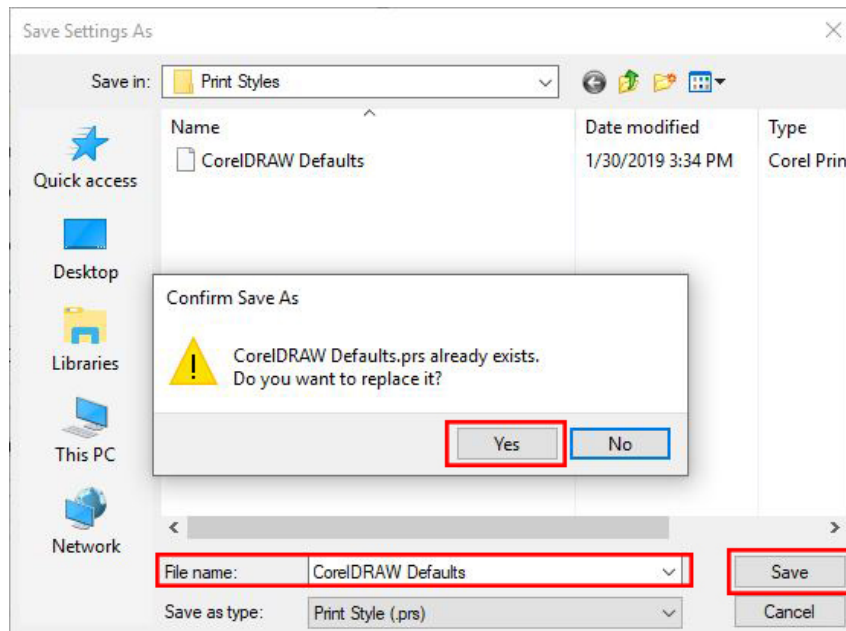 Save Settings As
Save in: Print Styles
Name Date modified Type
CorelDRAW Defaults 1/30/2019 3:34 PM Corel Prin
Quick access
Desktop
Libraries
This PC
Network
Confirm Save As
CorelDRAW Defaults.prs already exists.
Do you want to replace it?
Yes No
File name: CorelDRAW Defaults Save
Save as type: Print Style (.prs) Cancel